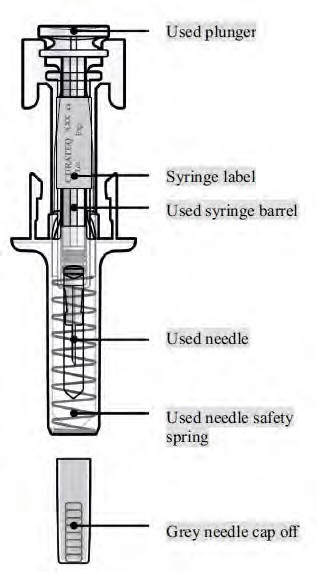 Used plunger
Syringe label
Used syringe barrel
Used needle
Used needle safety
spring
Grey needle cap off